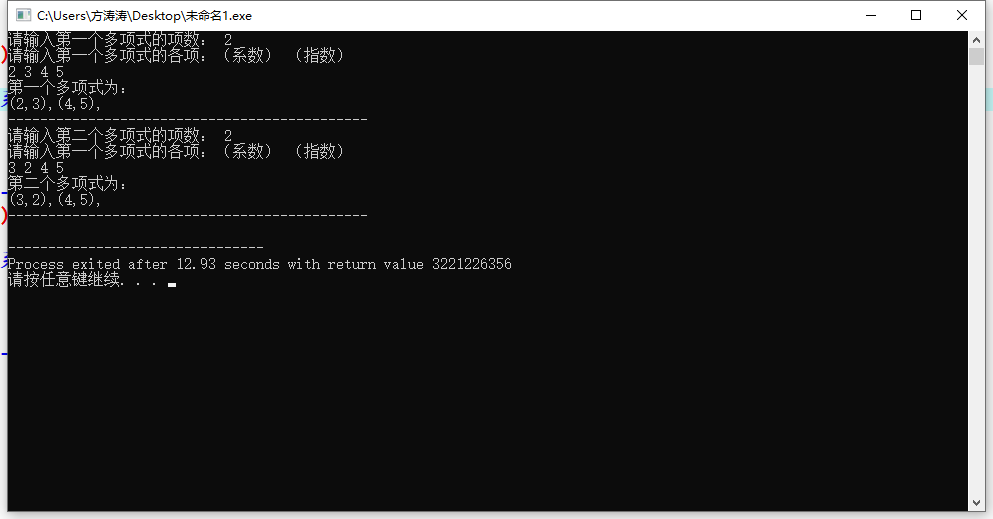 C:\Users\方涛涛\Desktop\未命名1.exe
请输入第一个多项式的项数： 2
请输入第一个多项式的各项：（系数） （指数）
2 3 4 5
第一个多项式为：
(2,3),(4,5),
---------------------------------------------
请输入第二个多项式的项数： 2
请输入第一个多项式的各项：（系数） （指数）
3 2 4 5
第二个多项式为：
(3,2),(4,5),
---------------------------------------------
--------------------------------
Process exited after 12.93 seconds with return value 3221226356
请按任意键继续. . .